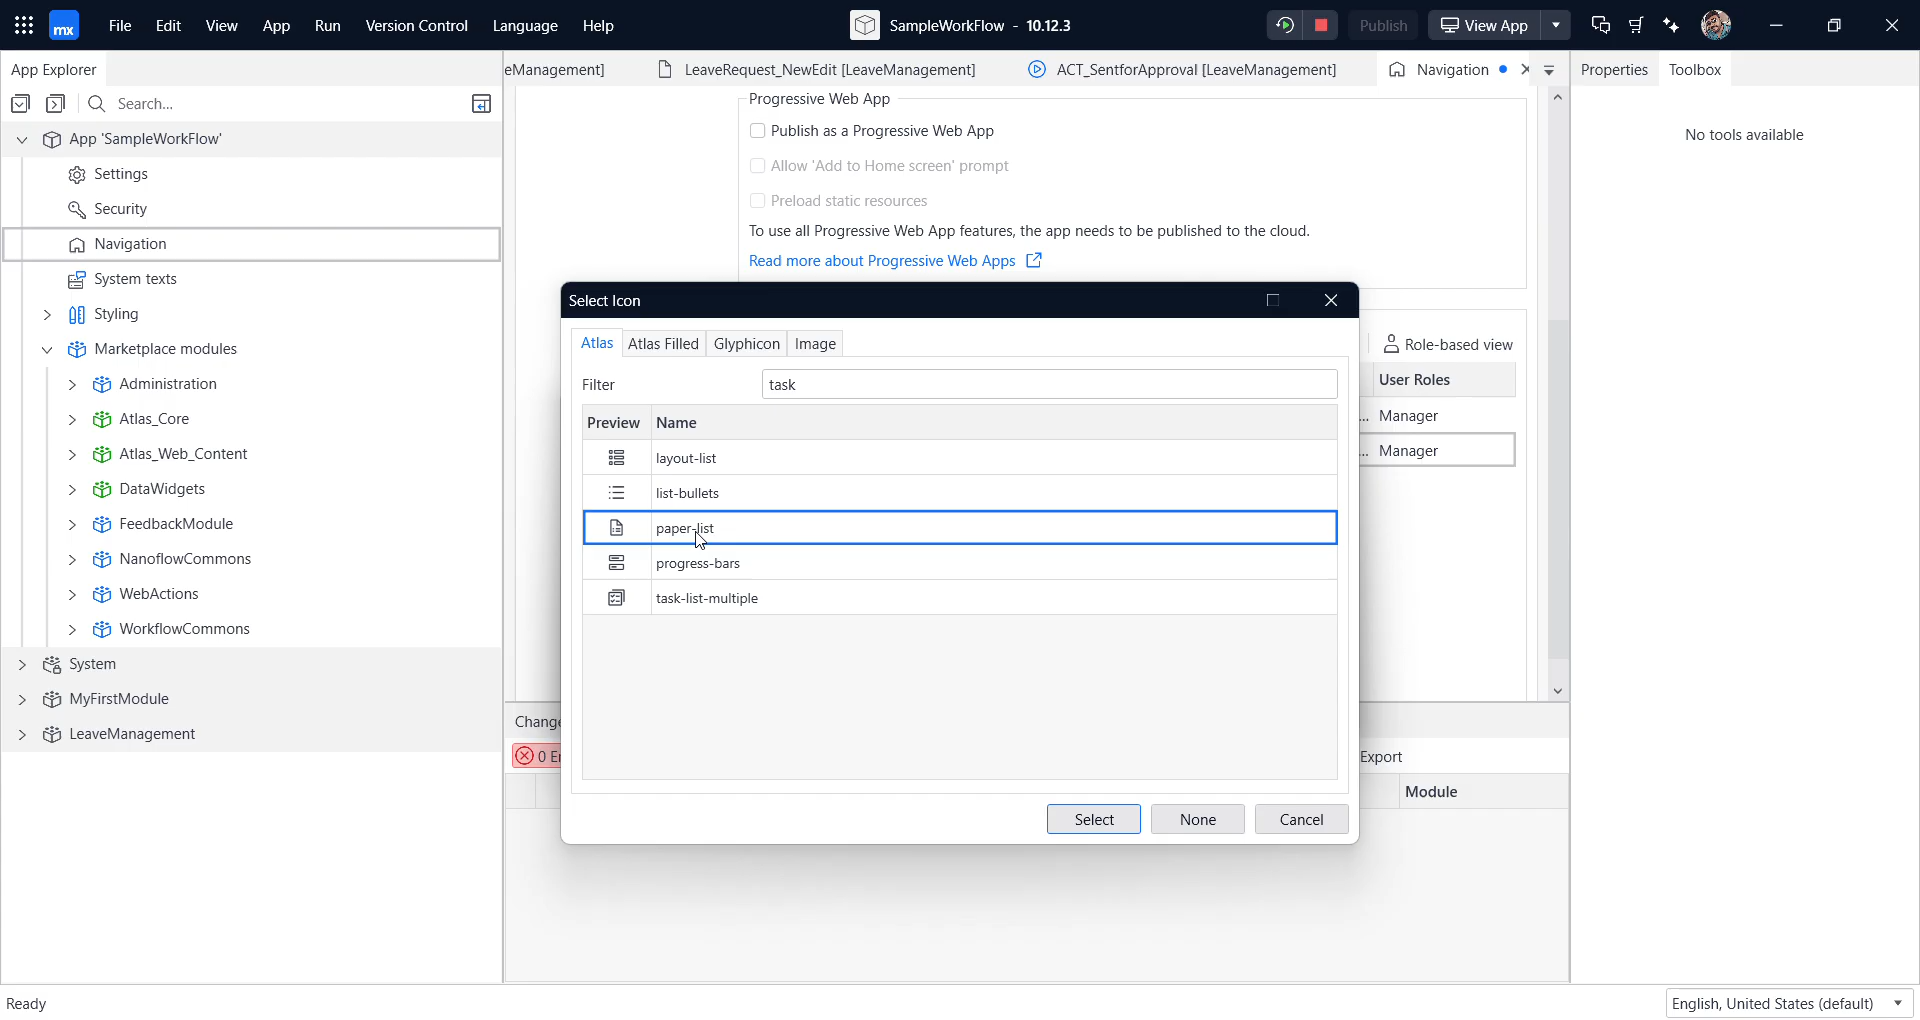 mx File Edit View App Run Version Control Language Help SampleWorkFlow - 10.12.3 Publish View App
App Explorer
eManagement] LeaveRequest_NewEdit [LeaveManagement] ACT_SentforApproval [LeaveManagement] Navigation
Properties Toolbox
Search...
App 'SampleWorkFlow'
Settings
Security
Navigation
System texts
Styling
Marketplace modules
Administration
Atlas_Core
Atlas_Web_Content
DataWidgets
FeedbackModule
NanoflowCommons
WebActions
WorkflowCommons
System
MyFirstModule
LeaveManagement
Progressive Web App
Publish as a Progressive Web App
Allow 'Add to Home screen' prompt
Preload static resources
To use all Progressive Web App features, the app needs to be published to the cloud.
Read more about Progressive Web Apps
Select Icon
Atlas Atlas Filled Glyphicon Image
Filter task
Preview Name
layout-list
list-bullets
paper-list
progress-bars
task-list-multiple
Select None Cancel
Role-based view
User Roles
... Manager
... Manager
Change
0 Er
Export
Module
No tools available
Ready
English, United States (default)